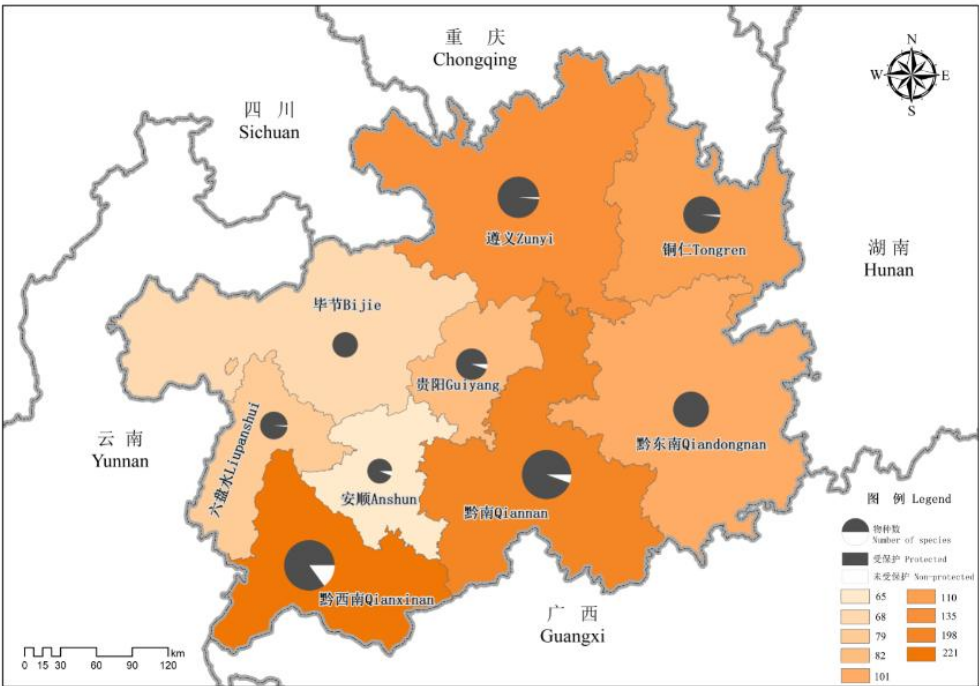 重 庆
Chongqing
N
W
E
S
四 川
Sichuan
遵义Zunyi
铜仁Tongren
湖南
Hunan
毕节Bijie
贵阳Guiyang
六盘水Liupanshui
云 南
Yunnan
黔东南Qiandongnan
安顺Anshun
黔南Qiannan
黔西南Qianxinan
广 西
Guangxi
图 例 Legend
物种数
Number of species
受保护 Protected
未受保护 Non-protected
65
110
68
135
79
198
82
221
101
km
0 15 30 60 90 120